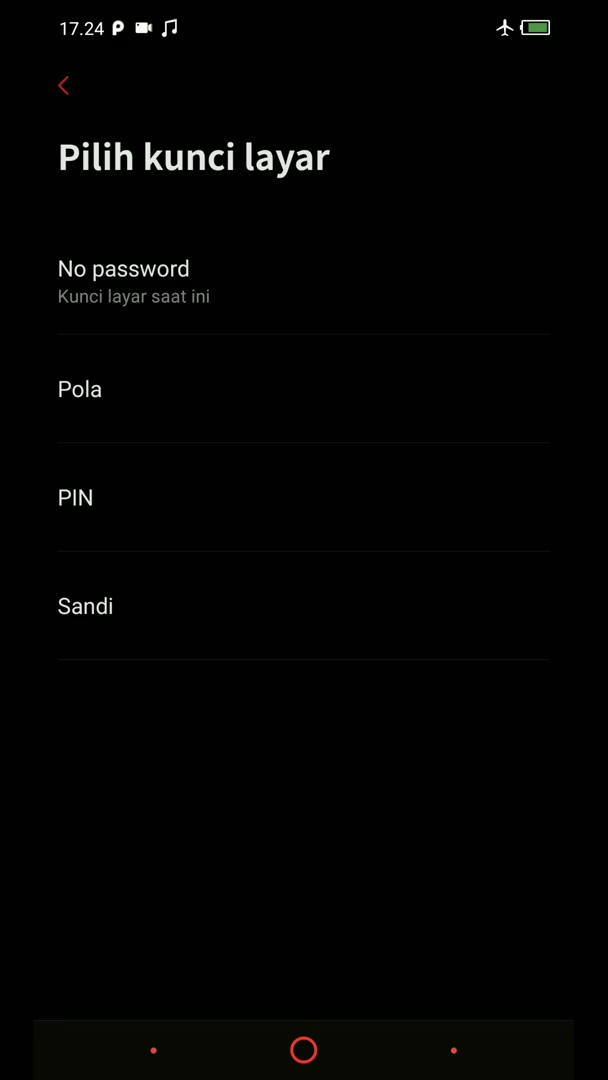 17.24
Pilih kunci layar
No password
Kunci layar saat ini
Pola
PIN
Sandi